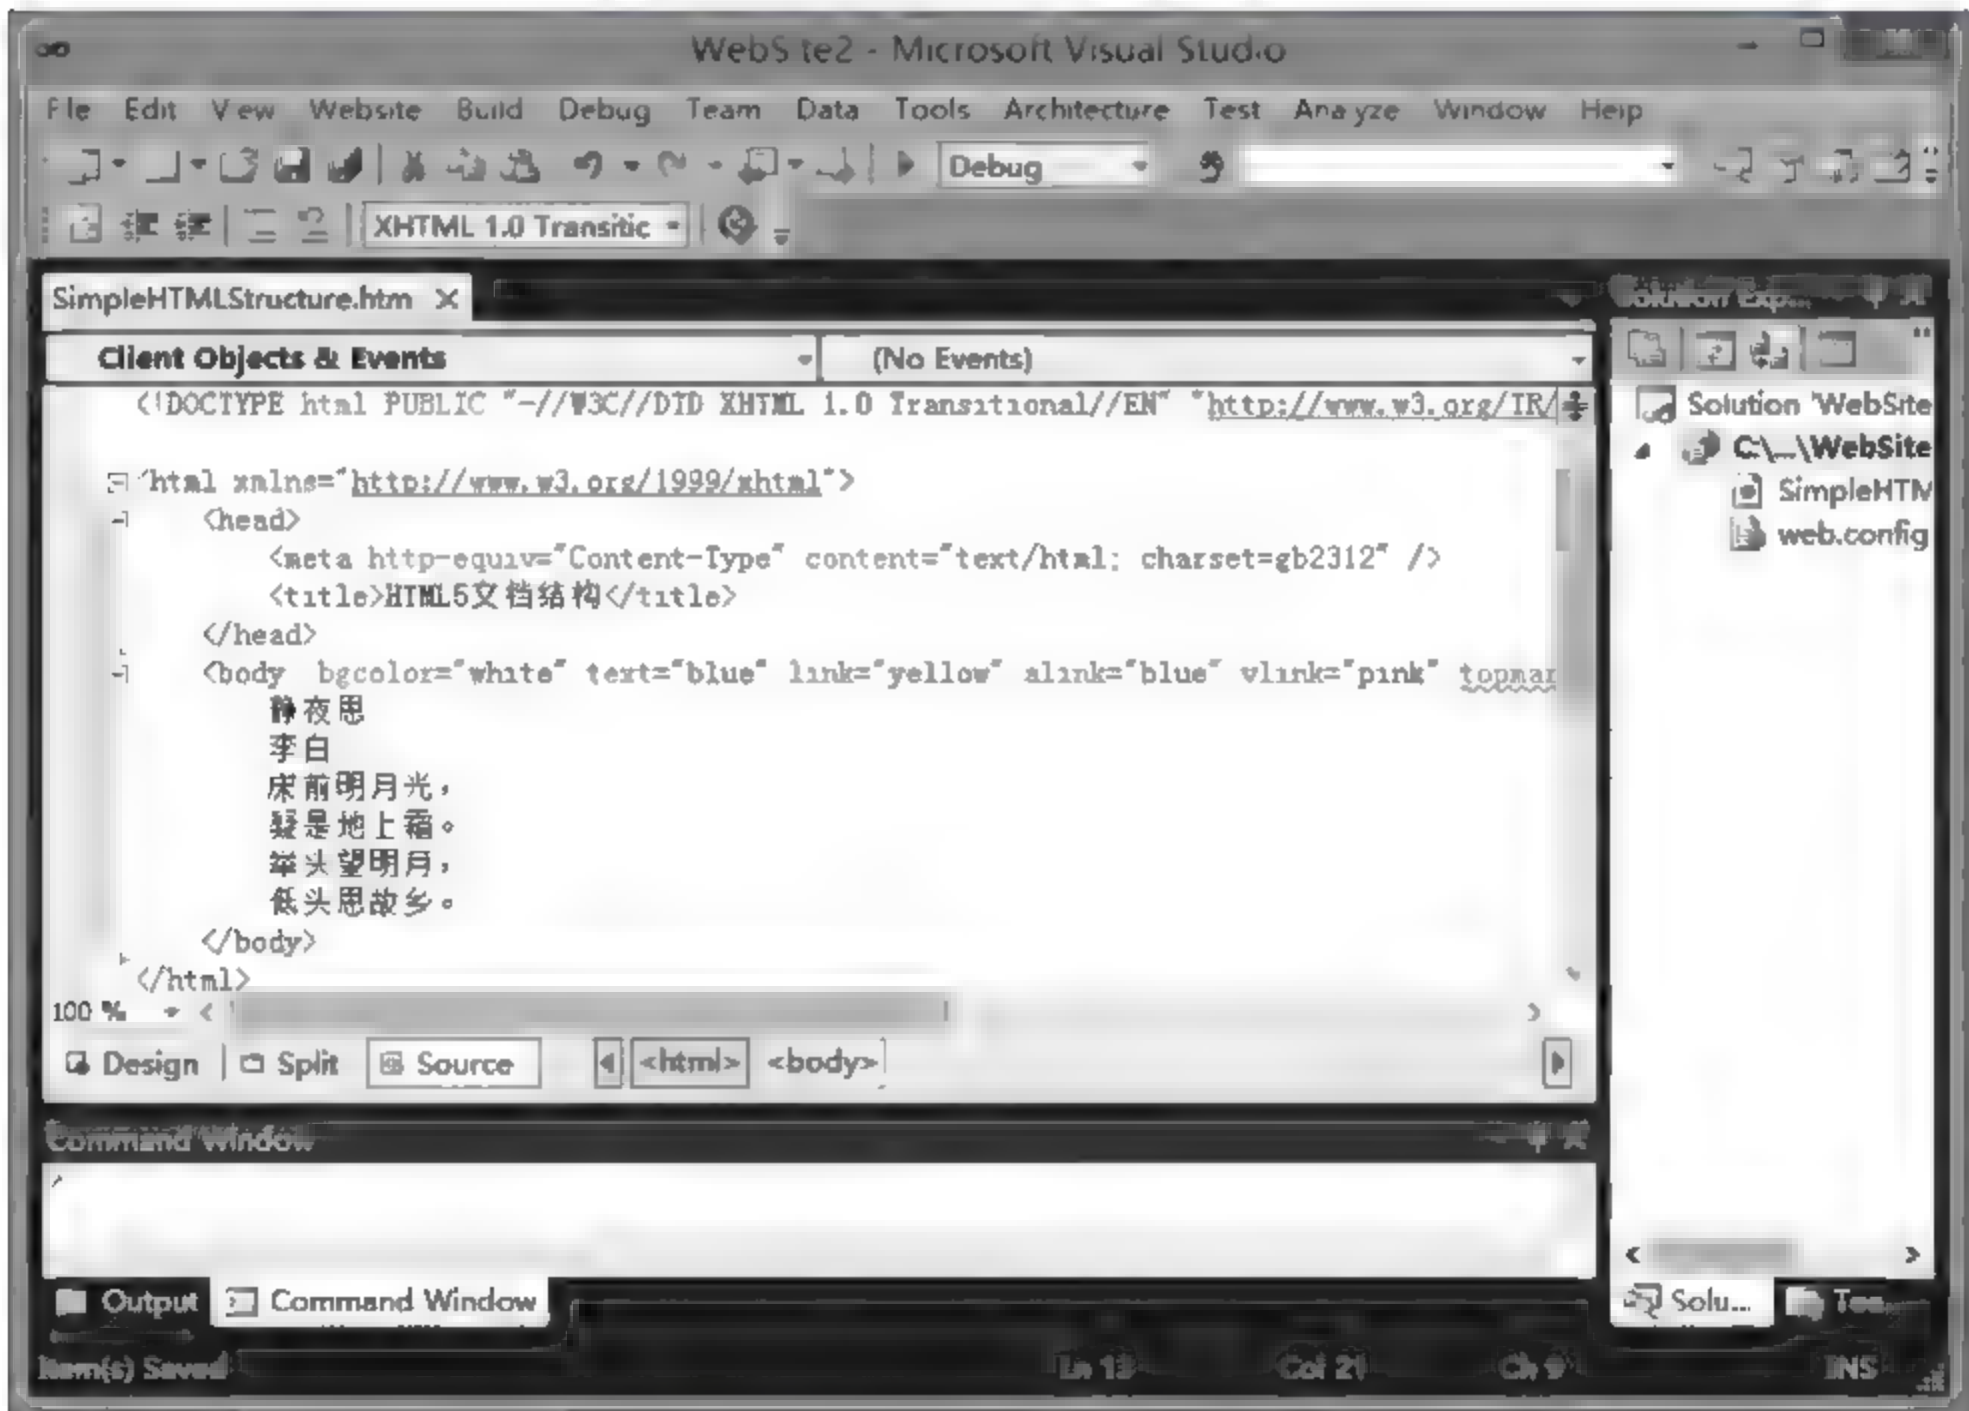 WebSite2 - Microsoft Visual Studio
File Edit View Website Build Debug Team Data Tools Architecture Test Analyze Window Help
Debug
XHTML 1.0 Transitic
SimpleHTMLStructure.htm
Solution Exp...
Client Objects & Events
(No Events)
<!DOCTYPE html PUBLIC "-//W3C//DTD XHTML 1.0 Transitional//EN" "http://www.w3.org/TR/
<html xmlns="http://www.w3.org/1999/xhtml">
<head>
<meta http-equiv="Content-Type" content="text/html; charset=gb2312" />
<title>HTML5文档结构</title>
</head>
<body bgcolor="white" text="blue" link="yellow" alink="blue" vlink="pink" topmar
静夜思
李白
床前明月光，
疑是地上霜。
举头望明月，
低头思故乡。
</body>
</html>
100 %
Design Split Source <html> <body>
Solution 'WebSite
C:\...\WebSite
SimpleHTM
web.config
Command Window
Output Command Window
Solu... Tea...
Item(s) Saved Ln 13 Col 21 Ch 9 INS